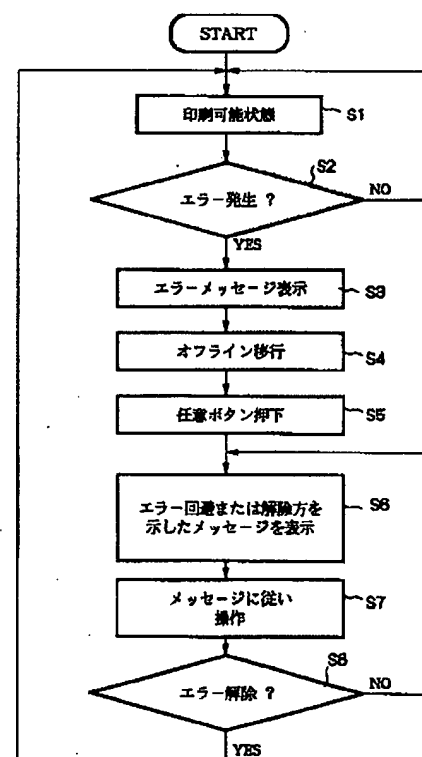 START
印刷可能状態
S1
エラー発生 ?
S2
NO
YES
エラーメッセージ表示
S3
オフライン移行
S4
任意ボタン押下
S5
エラー回避または解除方を
示したメッセージを表示
S6
メッセージに従い
操作
S7
エラー解除 ?
S8
NO
YES